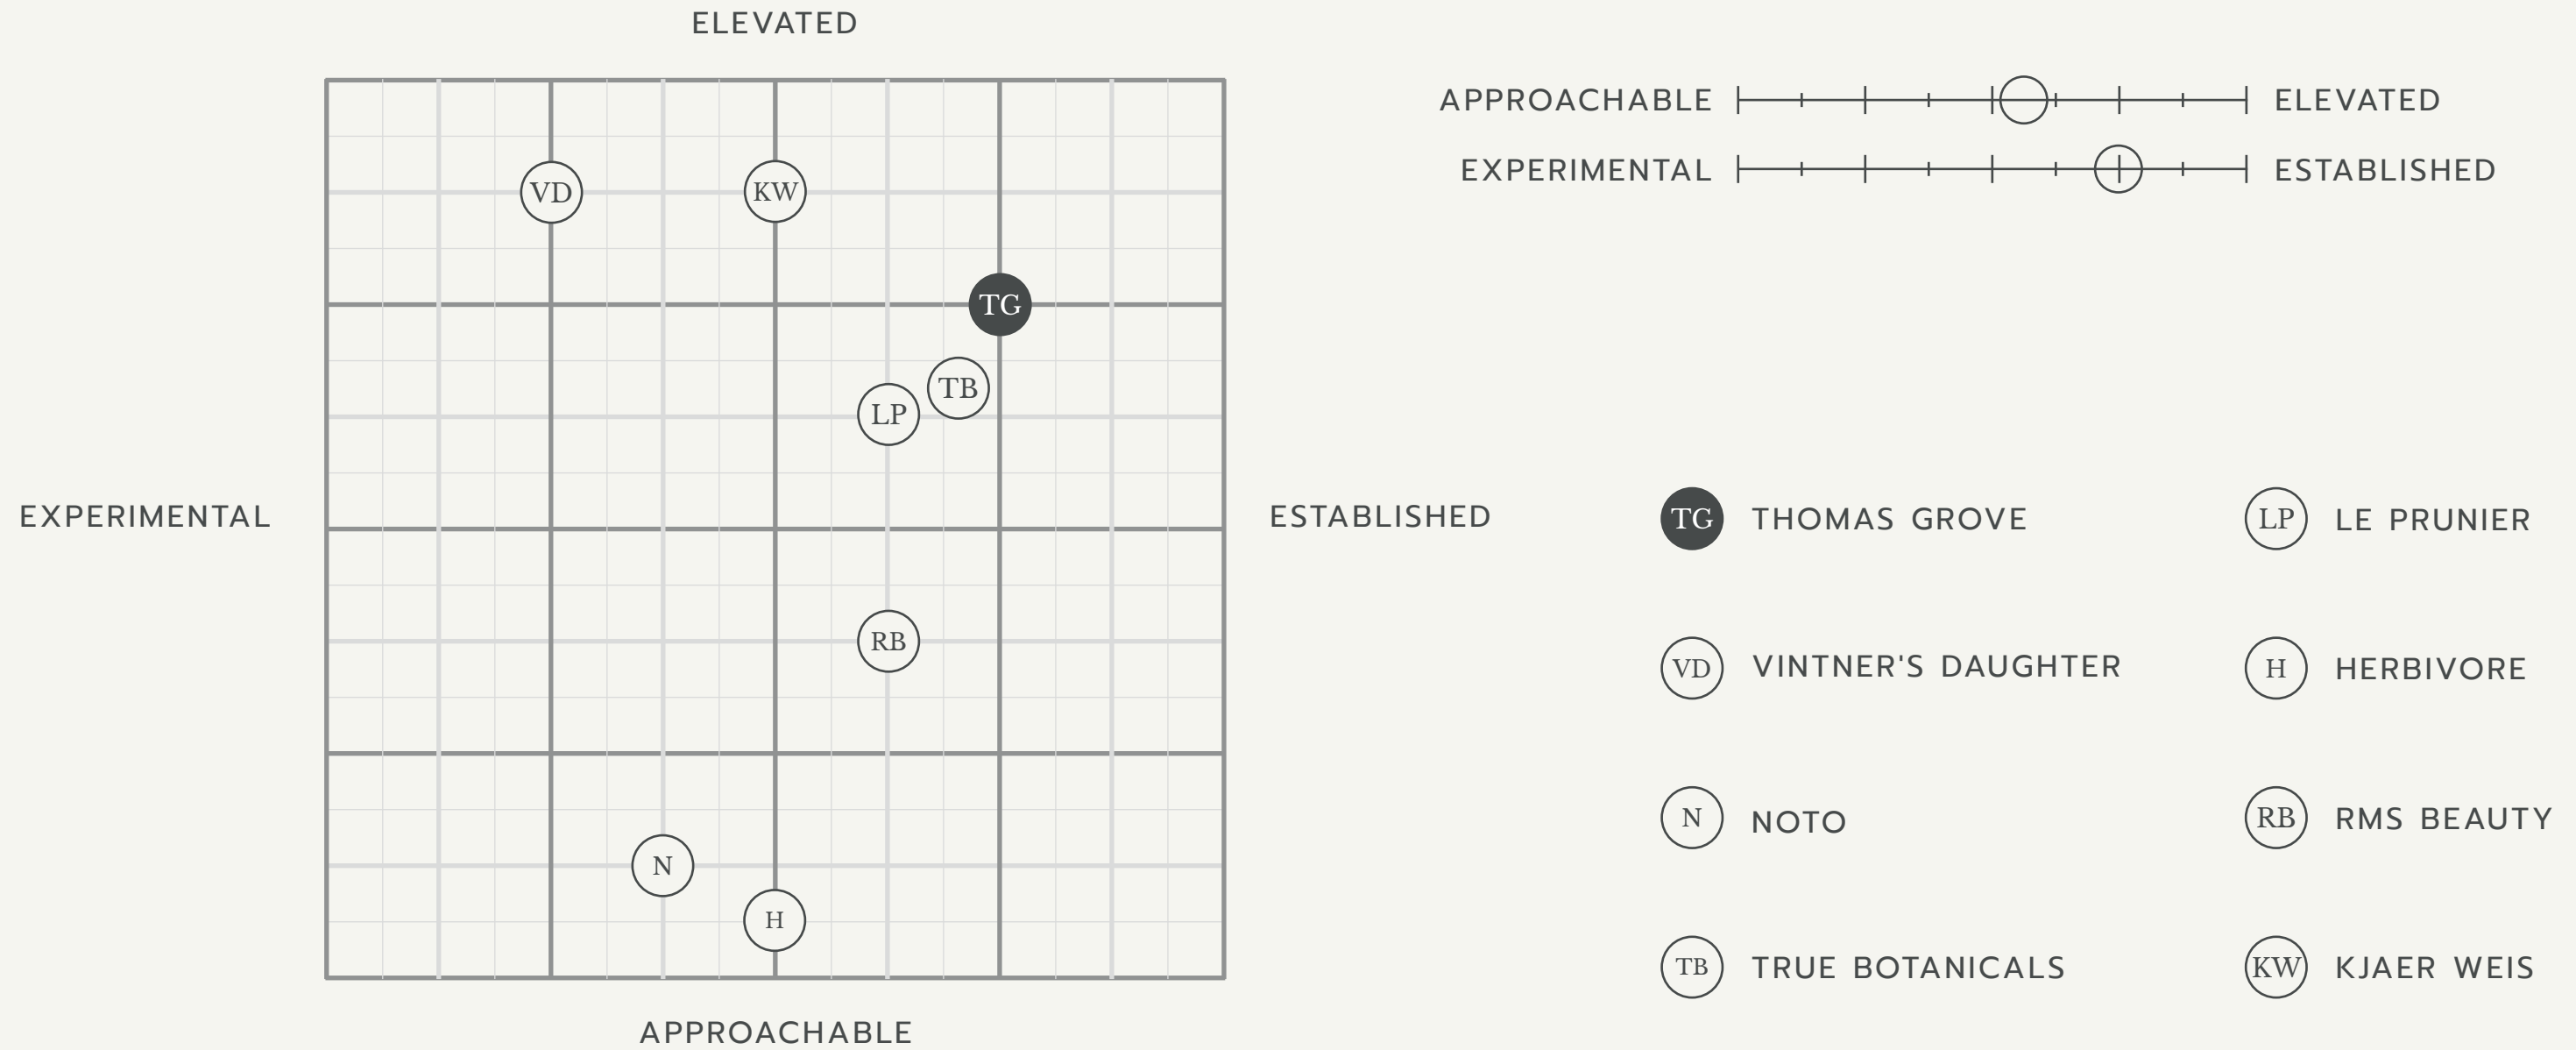 ELEVATED
VD
KW
TG
TB
LP
EXPERIMENTAL
ESTABLISHED
RB
N
H
APPROACHABLE
APPROACHABLE ELEVATED
EXPERIMENTAL ESTABLISHED
TG THOMAS GROVE
LP LE PRUNIER
VD VINTNER'S DAUGHTER
H HERBIVORE
N NOTO
RB RMS BEAUTY
TB TRUE BOTANICALS
KW KJAER WEIS